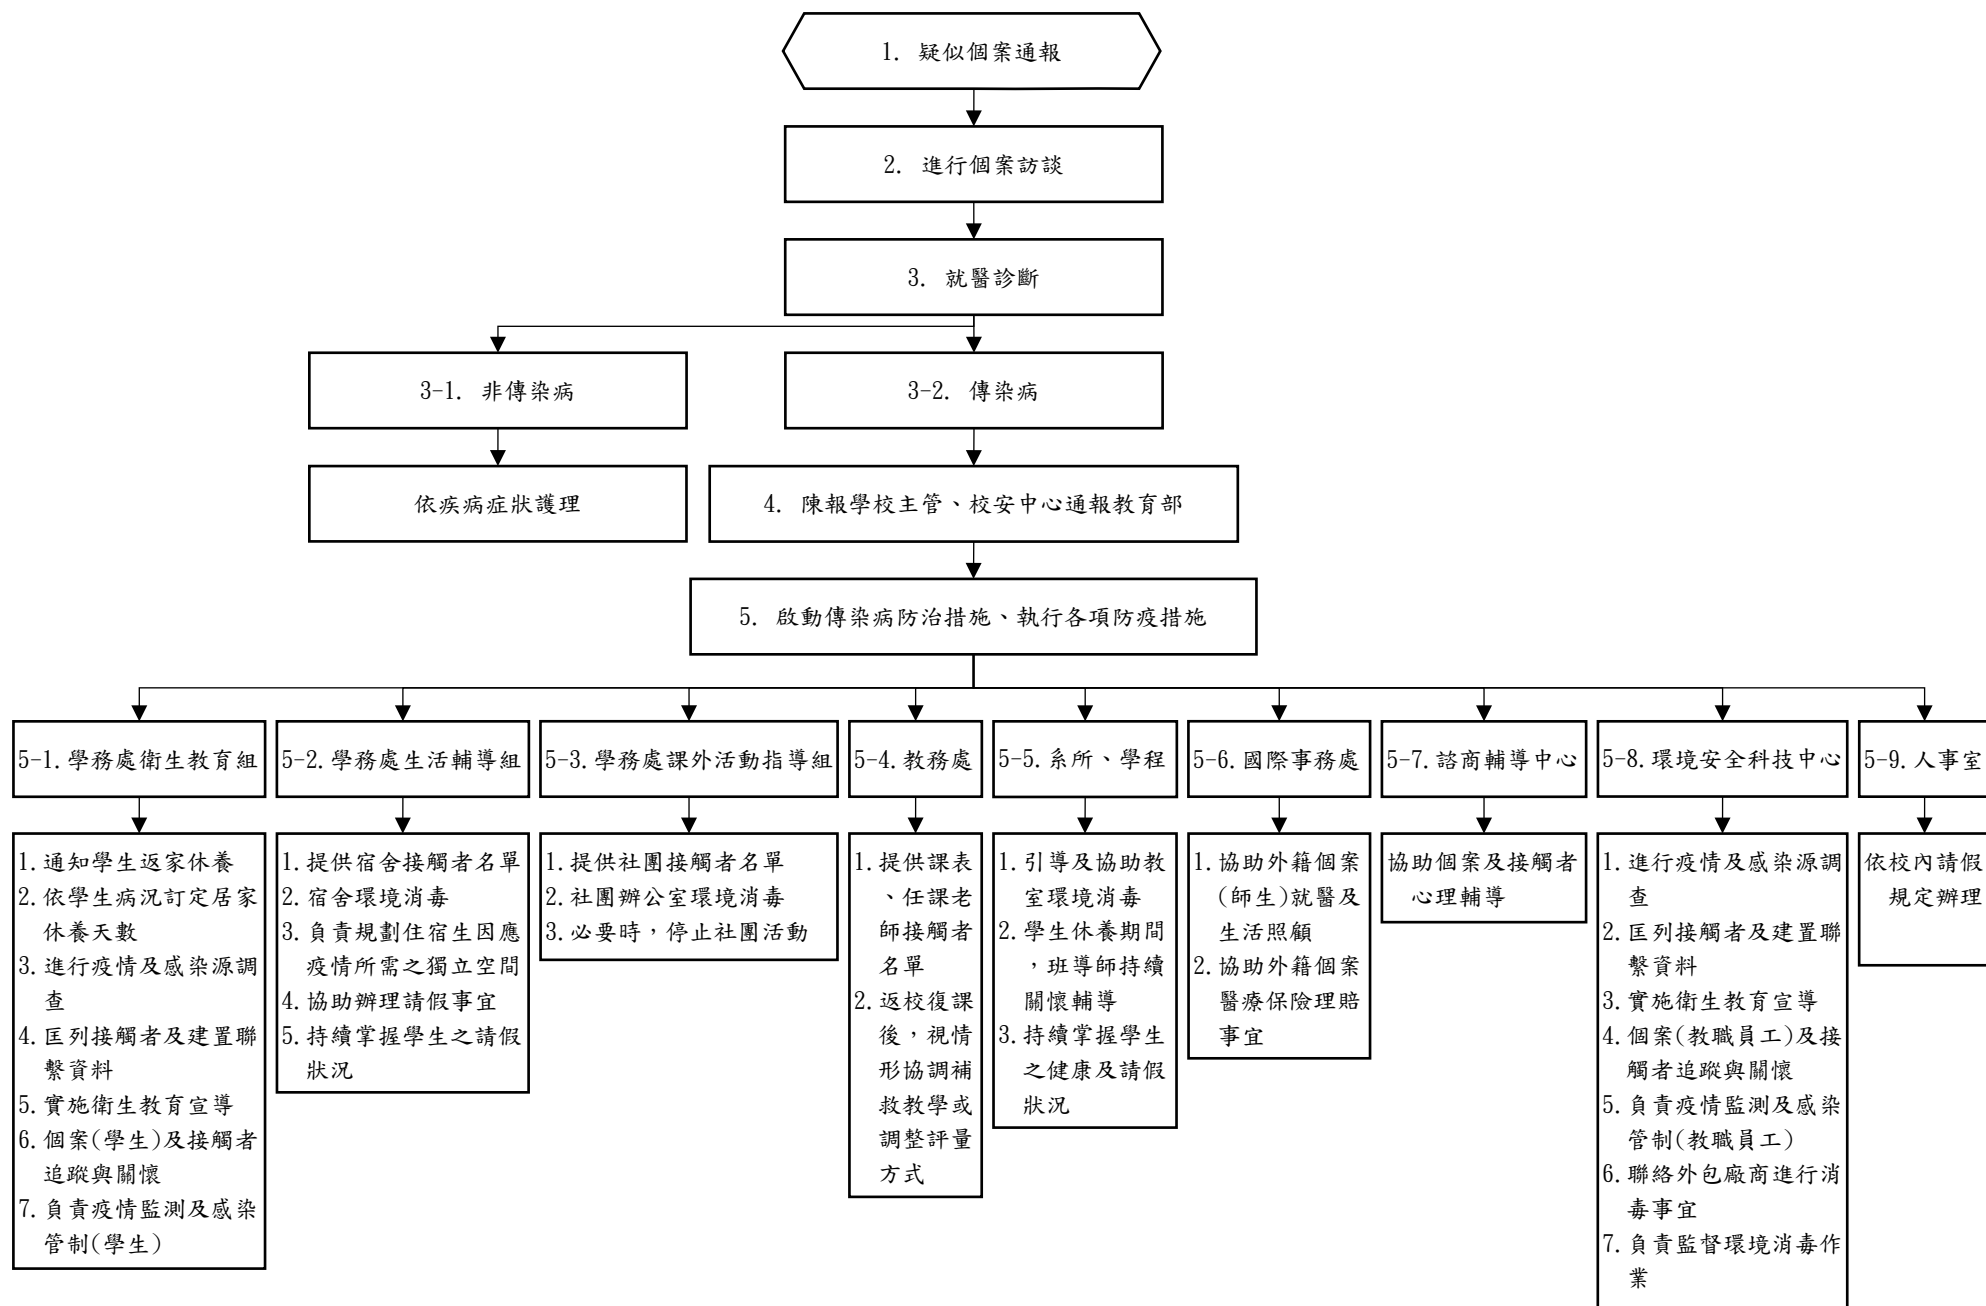 1. 疑似個案通報
2. 進行個案訪談
3. 就醫診斷
3-1. 非傳染病
3-2. 傳染病
依疾病症狀護理
4. 陳報學校主管、校安中心通報教育部
5. 啟動傳染病防治措施、執行各項防疫措施
5-1.學務處衛生教育組
5-2.學務處生活輔導組
5-3.學務處課外活動指導組
5-4.教務處
5-5.系所、學程
5-6.國際事務處
5-7.諮商輔導中心
5-8.環境安全科技中心
5-9.人事室
1.通知學生返家休養
2.依學生病況訂定居家
休養天數
3.進行疫情及感染源調
查
4.匡列接觸者及建置聯
繫資料
5.實施衛生教育宣導
6.個案(學生)及接觸者
追蹤與關懷
7.負責疫情監測及感染
管制(學生)
1.提供宿舍接觸者名單
2.宿舍環境消毒
3.負責規劃住宿生因應
疫情所需之獨立空間
4.協助辦理請假事宜
5.持續掌握學生之請假
狀況
1.提供社團接觸者名單
2.社團辦公室環境消毒
3.必要時，停止社團活動
1.提供課表
、任課老
師接觸者
名單
2.返校復課
後，視情
形協調補
救教學或
調整評量
方式
1.引導及協助教
室環境消毒
2.學生休養期間
，班導師持續
關懷輔導
3.持續掌握學生
之健康及請假
狀況
1.協助外籍個案
(師生)就醫及
生活照顧
2.協助外籍個案
醫療保險理賠
事宜
協助個案及接觸者
心理輔導
1.進行疫情及感染源調
查
2.匡列接觸者及建置聯
繫資料
3.實施衛生教育宣導
4.個案(教職員工)及接
觸者追蹤與關懷
5.負責疫情監測及感染
管制(教職員工)
6.聯絡外包廠商進行消
毒事宜
7.負責監督環境消毒作
業
依校內請假
規定辦理